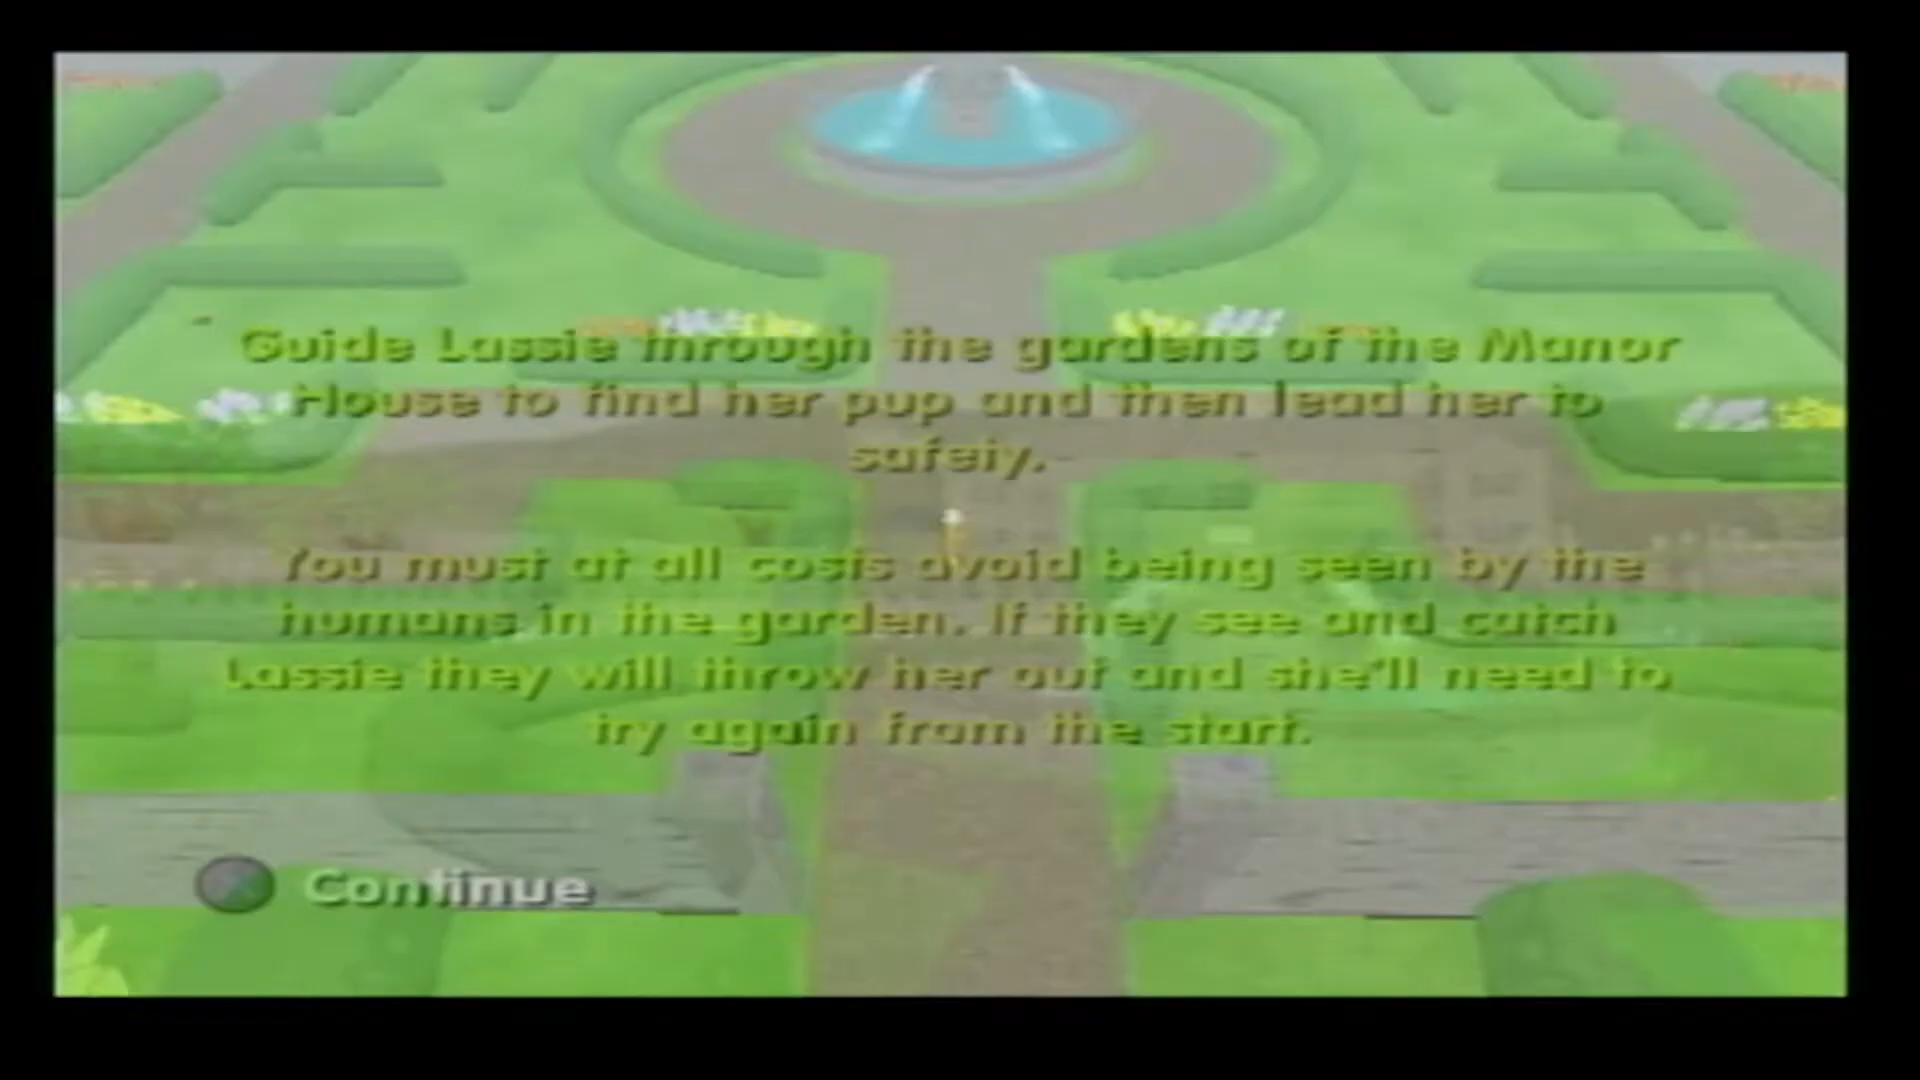 Guide Lassie through the gardens of the Manor
House to find her pup and then lead her to
safety.
You must at all costs avoid being seen by the
humans in the garden. If they see and catch
Lassie they will throw her out and she'll need to
try again from the start.
Continue